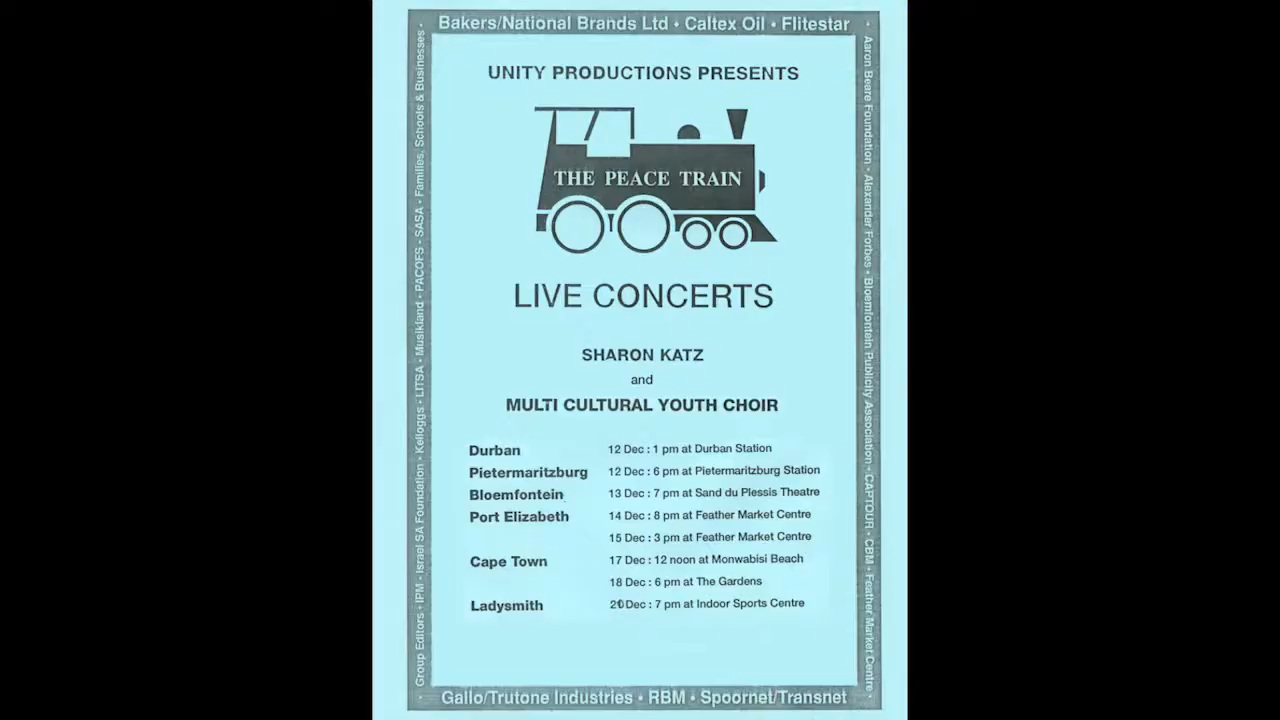 Bakers/National Brands Ltd • Caltex Oil • Flitestar
Group Editors • IPM • Israel SA Foundation • Kelloggs • LITSA • Musikland • PACOFS • SASA • Families, Schools & Businesses •
• Aaron Beare Foundation • Alexander Forbes • Bloemfontein Publicity Association • CAPTOUR • CBM • Feather Market Centre •
UNITY PRODUCTIONS PRESENTS
THE PEACE TRAIN
LIVE CONCERTS
SHARON KATZ
and
MULTI CULTURAL YOUTH CHOIR
Durban 12 Dec : 1 pm at Durban Station
Pietermaritzburg 12 Dec : 6 pm at Pietermaritzburg Station
Bloemfontein 13 Dec : 7 pm at Sand du Plessis Theatre
Port Elizabeth 14 Dec : 8 pm at Feather Market Centre
15 Dec : 3 pm at Feather Market Centre
Cape Town 17 Dec : 12 noon at Monwabisi Beach
18 Dec : 6 pm at The Gardens
Ladysmith Dec : 7 pm at Indoor Sports Centre
Gallo/Trutone Industries • RBM • Spoornet/Transnet